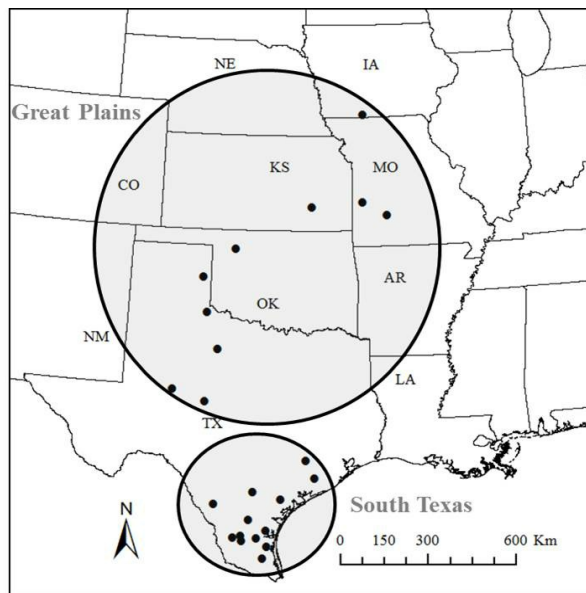 NE
IA
Great Plains
CO
KS
MO
OK
AR
NM
LA
TX
South Texas
N
0 150 300 600 Km